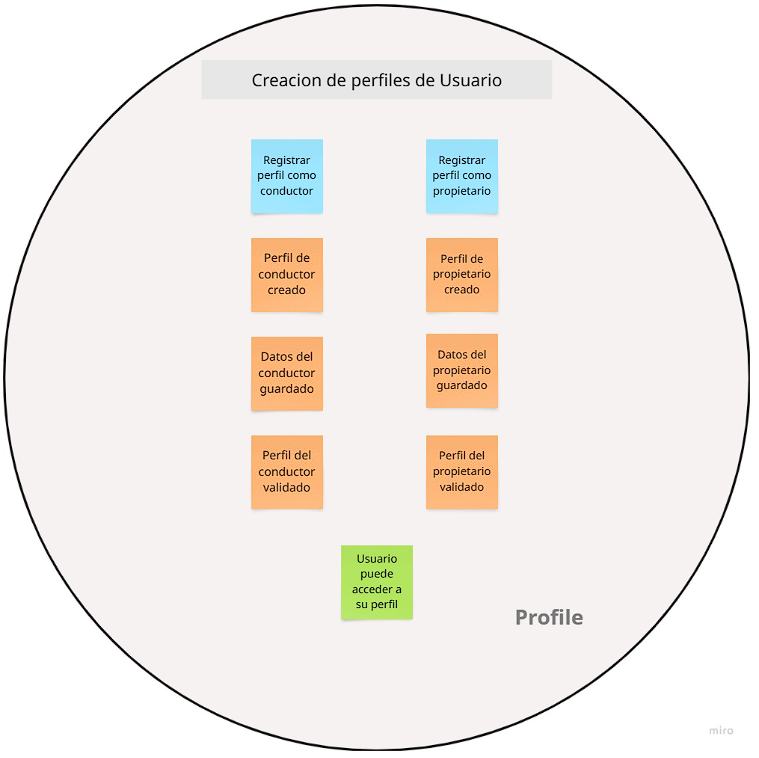 Creacion de perfiles de Usuario
Registrar
perfil como
conductor
Registrar
perfil como
propietario
Perfil de
conductor
creado
Perfil de
propietario
creado
Datos del
conductor
guardado
Datos del
propietario
guardado
Perfil del
conductor
validado
Perfil del
propietario
validado
Usuario
puede
acceder a
su perfil
Profile
miro